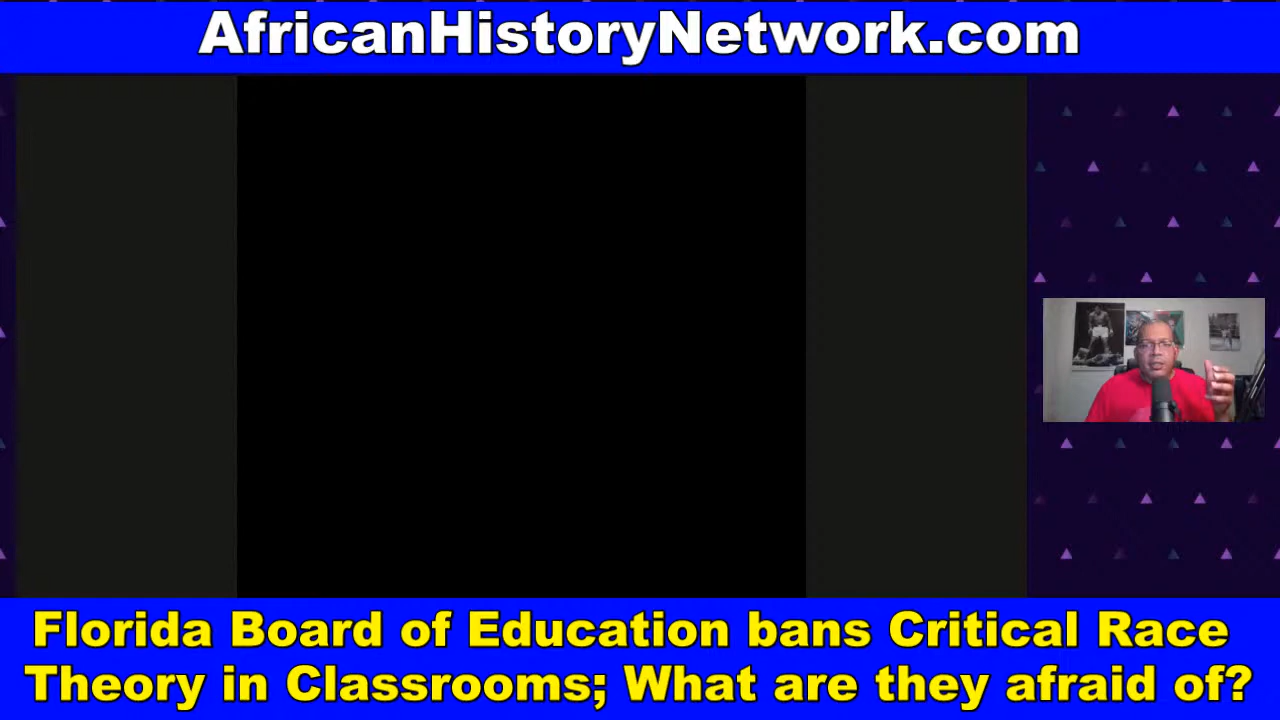 AfricanHistoryNetwork.com
Florida Board of Education bans Critical Race
Theory in Classrooms; What are they afraid of?